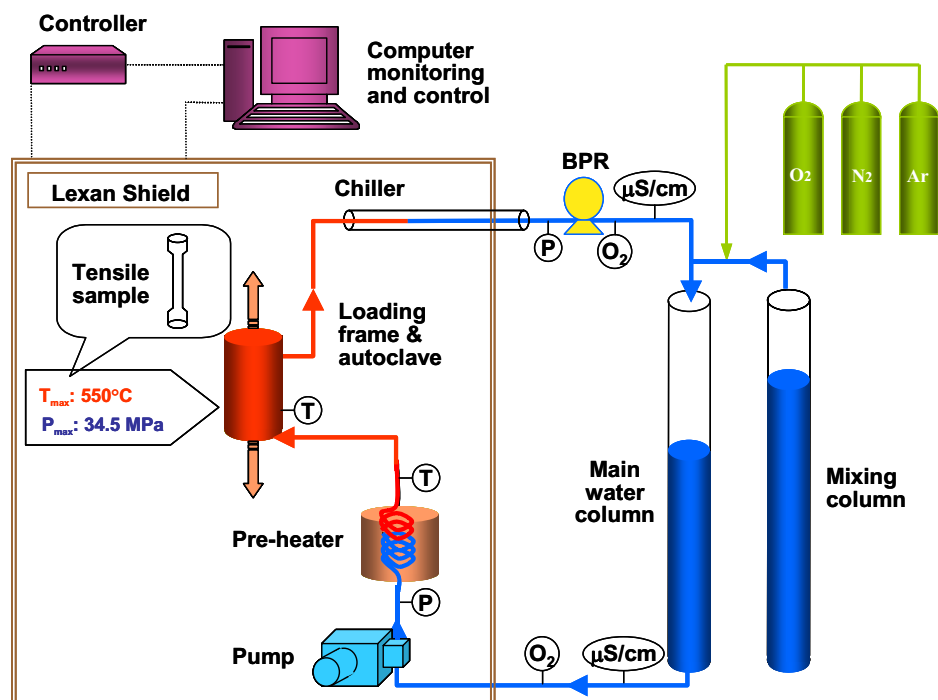 Controller
Computer
monitoring
and control
Lexan Shield
Chiller
BPR
μS/cm
O₂
N₂
Ar
P
O₂
Tensile
sample
Loading
frame &
autoclave
Tmax: 550°C
Pmax: 34.5 MPa
T
T
Main
water
column
Mixing
column
Pre-heater
P
Pump
O₂
μS/cm